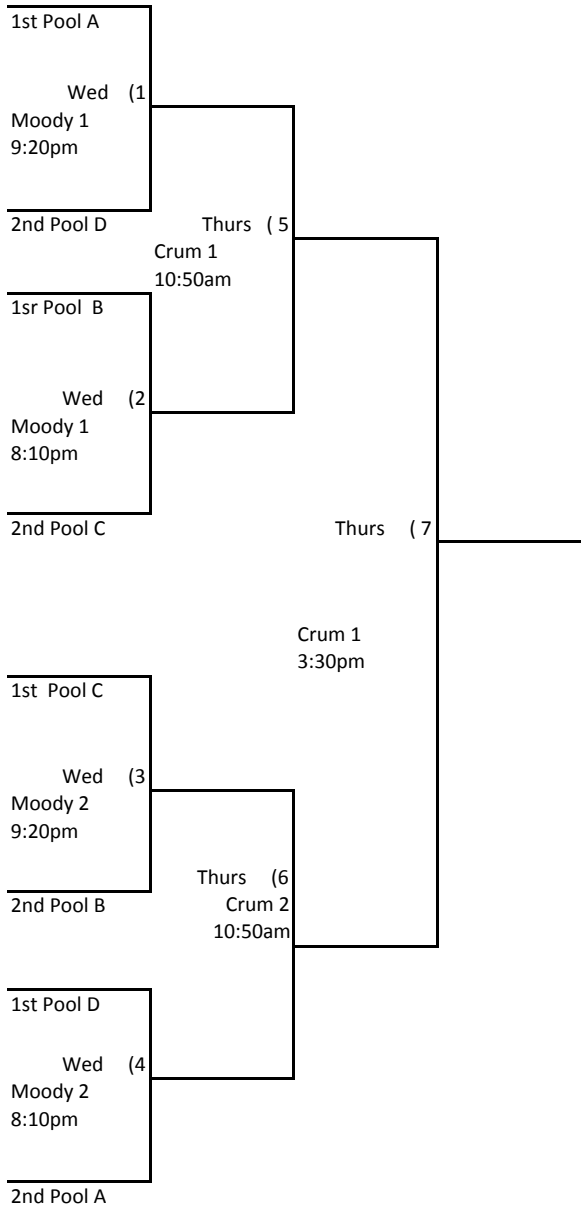 1st Pool A
Wed (1
Moody 1
9:20pm
2nd Pool D
Thurs ( 5
Crum 1
10:50am
1sr Pool B
Wed (2
Moody 1
8:10pm
2nd Pool C
Thurs ( 7
Crum 1
3:30pm
1st Pool C
Wed (3
Moody 2
9:20pm
Thurs (6
2nd Pool B
Crum 2
10:50am
1st Pool D
Wed (4
Moody 2
8:10pm
2nd Pool A